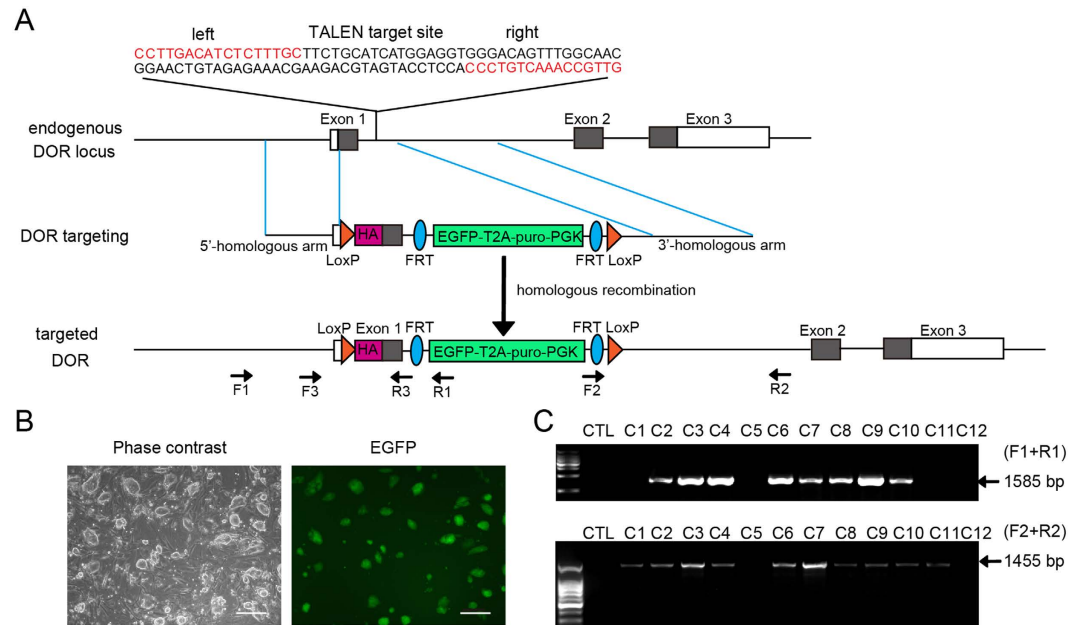 A
left TALEN target site right
CCTTGACATCTCTTTGCTTCTGCATCATGGAGGTGGGACAGTTTGGCAAC
GGAACTGTAGAGAAACGAAGACGTAGTACCTCCACCCTGTCAAACCGTTG
endogenous
DOR locus
Exon 1 Exon 2 Exon 3
DOR targeting
5'-homologous arm
HA
EGFP-T2A-puro-PGK
3'-homologous arm
LoxP FRT FRT LoxP
homologous recombination
targeted
DOR
LoxP Exon 1 FRT FRT LoxP
Exon 2 Exon 3
HA
EGFP-T2A-puro-PGK
F1 F3 R3 R1 F2 R2
B
Phase contrast EGFP
C
CTL C1 C2 C3 C4 C5 C6 C7 C8 C9 C10 C11 C12
(F1+R1)
1585 bp
CTL C1 C2 C3 C4 C5 C6 C7 C8 C9 C10 C11 C12
(F2+R2)
1455 bp